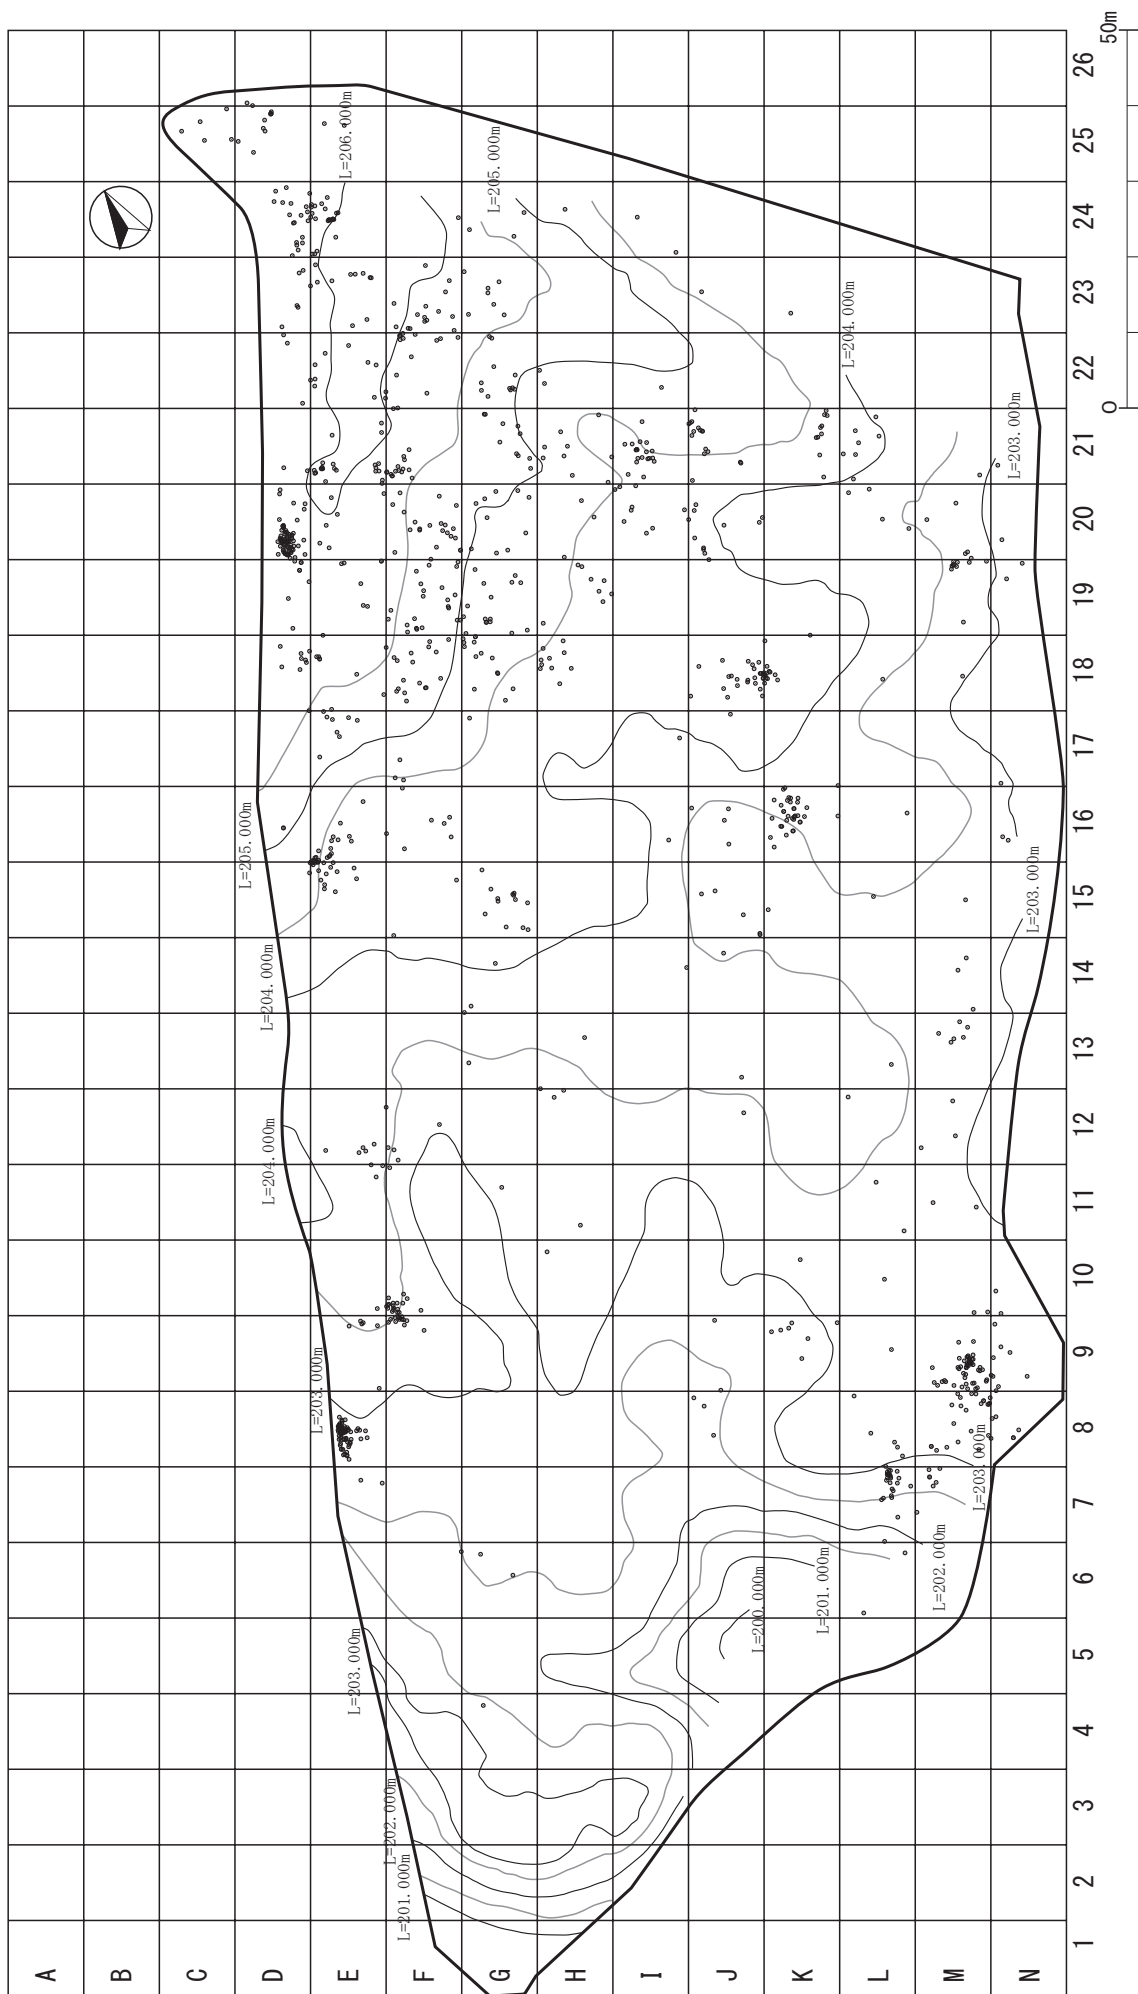 50m
0
26
25
24
23
22
21
20
19
18
17
16
15
14
13
12
11
10
9
8
7
6
5
4
3
2
1
A
B
C
D
E
F
G
H
I
J
K
L
M
N
L=206.000m
L=205.000m
L=204.000m
L=203.000m
L=205.000m
L=203.000m
L=204.000m
L=204.000m
L=203.000m
L=203.000m
L=202.000m
L=201.000m
L=200.000m
L=203.000m
L=202.000m
L=201.000m